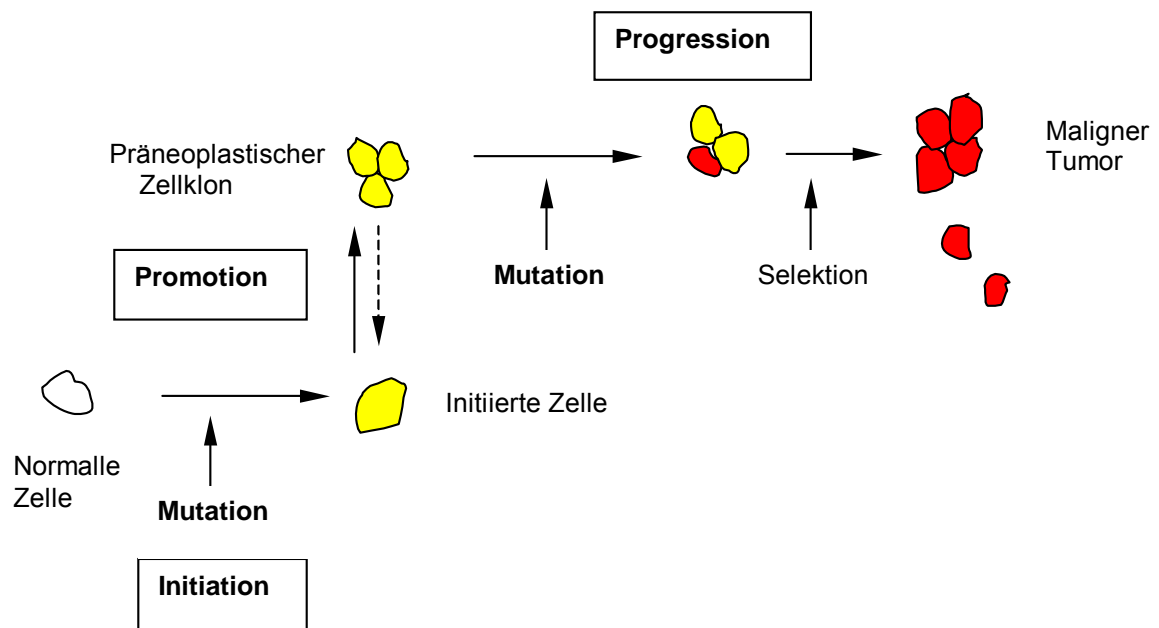 Progression
Präneoplastischer
Zellklon
Maligner
Tumor
Promotion
Mutation
Selektion
Initiierte Zelle
Normalle
Zelle
Mutation
Initiation